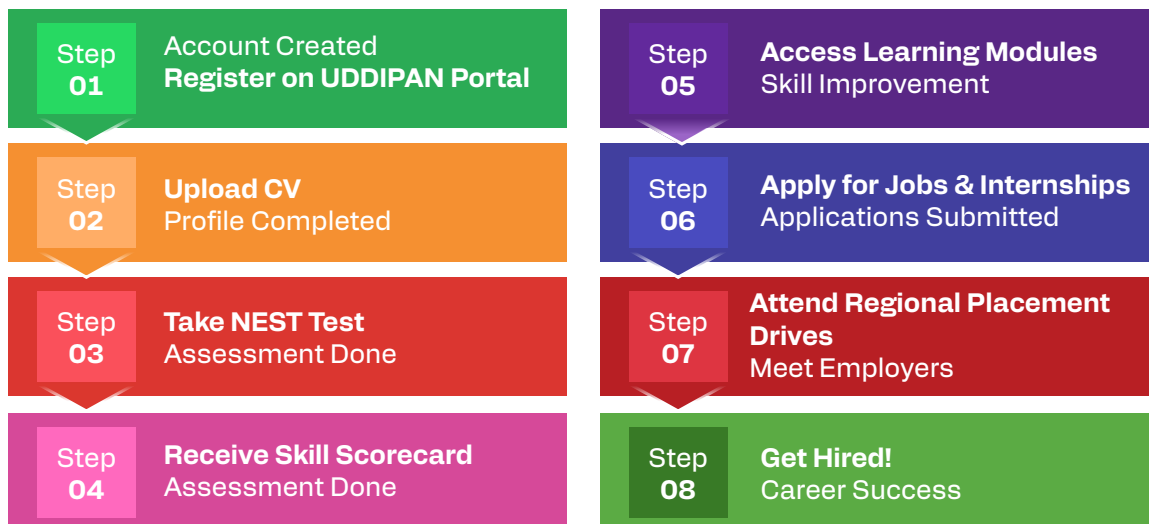 Step
01
Account Created
Register on UDDIPAN Portal
Step
02
Upload CV
Profile Completed
Step
03
Take NEST Test
Assessment Done
Step
04
Receive Skill Scorecard
Assessment Done
Step
05
Access Learning Modules
Skill Improvement
Step
06
Apply for Jobs & Internships
Applications Submitted
Step
07
Attend Regional Placement
Drives
Meet Employers
Step
08
Get Hired!
Career Success